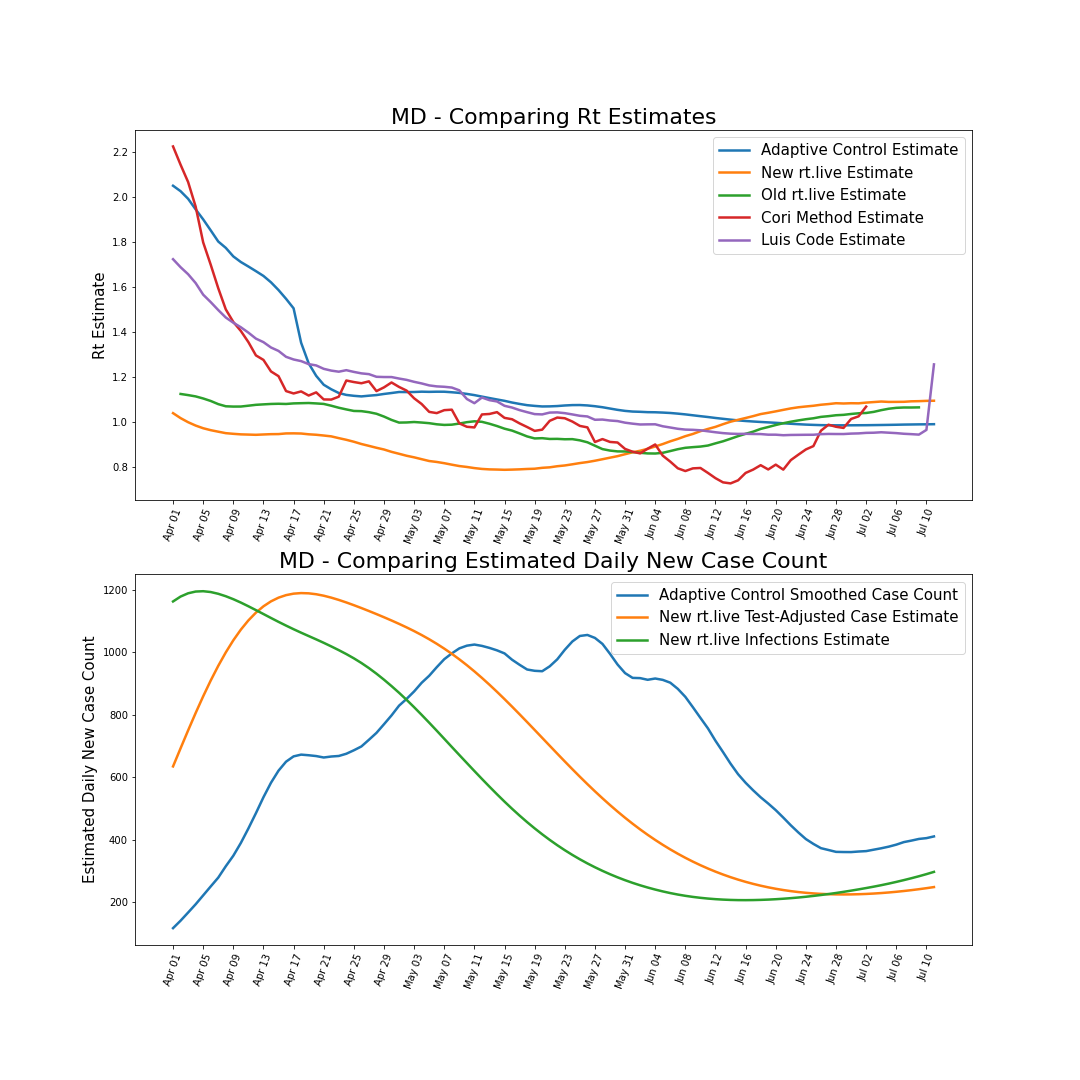 MD - Comparing Rt Estimates
Rt Estimate
2.2
2.0
1.8
1.6
1.4
1.2
1.0
0.8
Adaptive Control Estimate
New rt.live Estimate
Old rt.live Estimate
Cori Method Estimate
Luis Code Estimate
Apr 01 Apr 05 Apr 09 Apr 13 Apr 17 Apr 21 Apr 25 Apr 29 May 03 May 07 May 11 May 15 May 19 May 23 May 27 May 31 Jun 04 Jun 08 Jun 12 Jun 16 Jun 20 Jun 24 Jun 28 Jul 02 Jul 06 Jul 10
MD - Comparing Estimated Daily New Case Count
Estimated Daily New Case Count
1200
1000
800
600
400
200
Adaptive Control Smoothed Case Count
New rt.live Test-Adjusted Case Estimate
New rt.live Infections Estimate
Apr 01 Apr 05 Apr 09 Apr 13 Apr 17 Apr 21 Apr 25 Apr 29 May 03 May 07 May 11 May 15 May 19 May 23 May 27 May 31 Jun 04 Jun 08 Jun 12 Jun 16 Jun 20 Jun 24 Jun 28 Jul 02 Jul 06 Jul 10